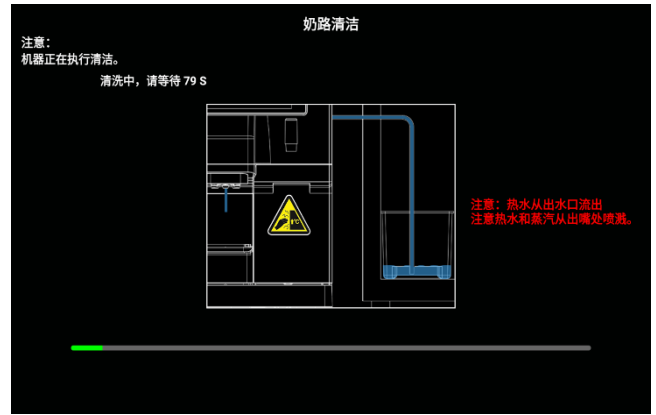 奶路清洁
注意：
机器正在执行清洁。
清洗中，请等待 79 S
注意：热水从出水口流出
注意热水和蒸汽从出嘴处喷溅。